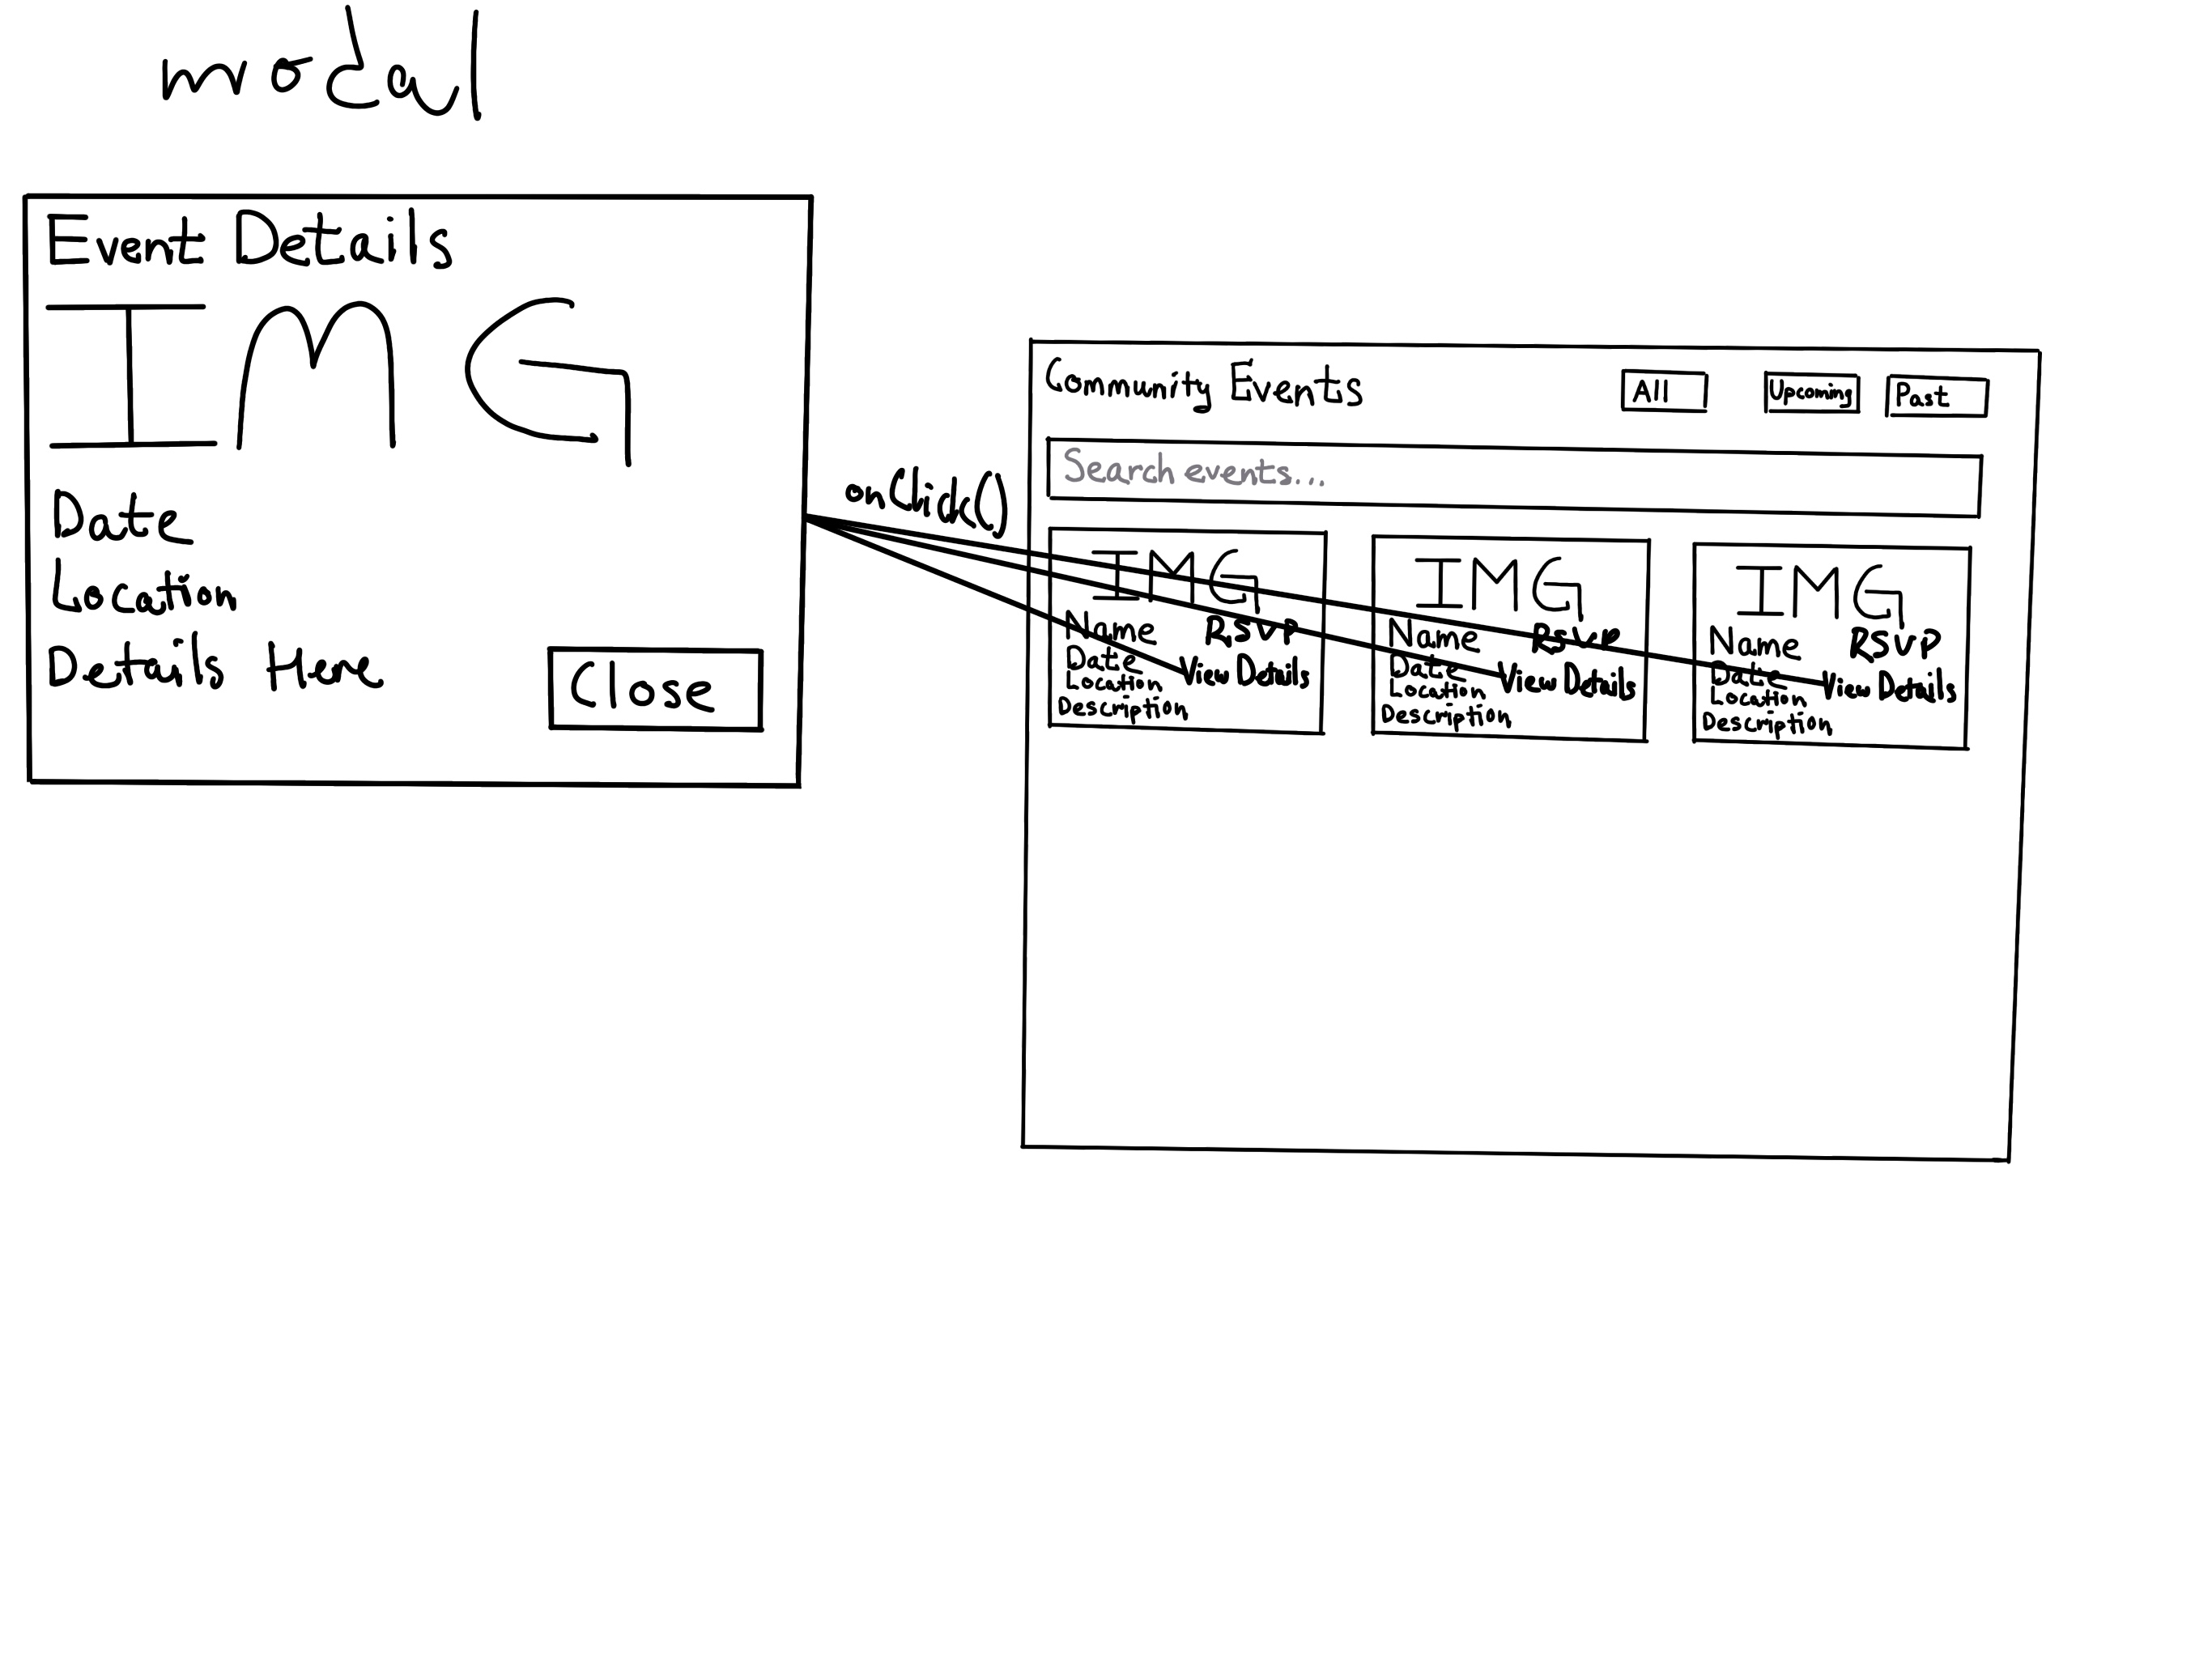 modal
Event Details
IMG
Date
Location
Details Here
Close
onClick()
Community Events
All
Upcoming
Past
Search events...
IMG
Name RSVP
Date
View Details
Location
Description
IMG
Name RSVP
Date
View Details
Location
Description
IMG
Name RSVP
Date
View Details
Location
Description